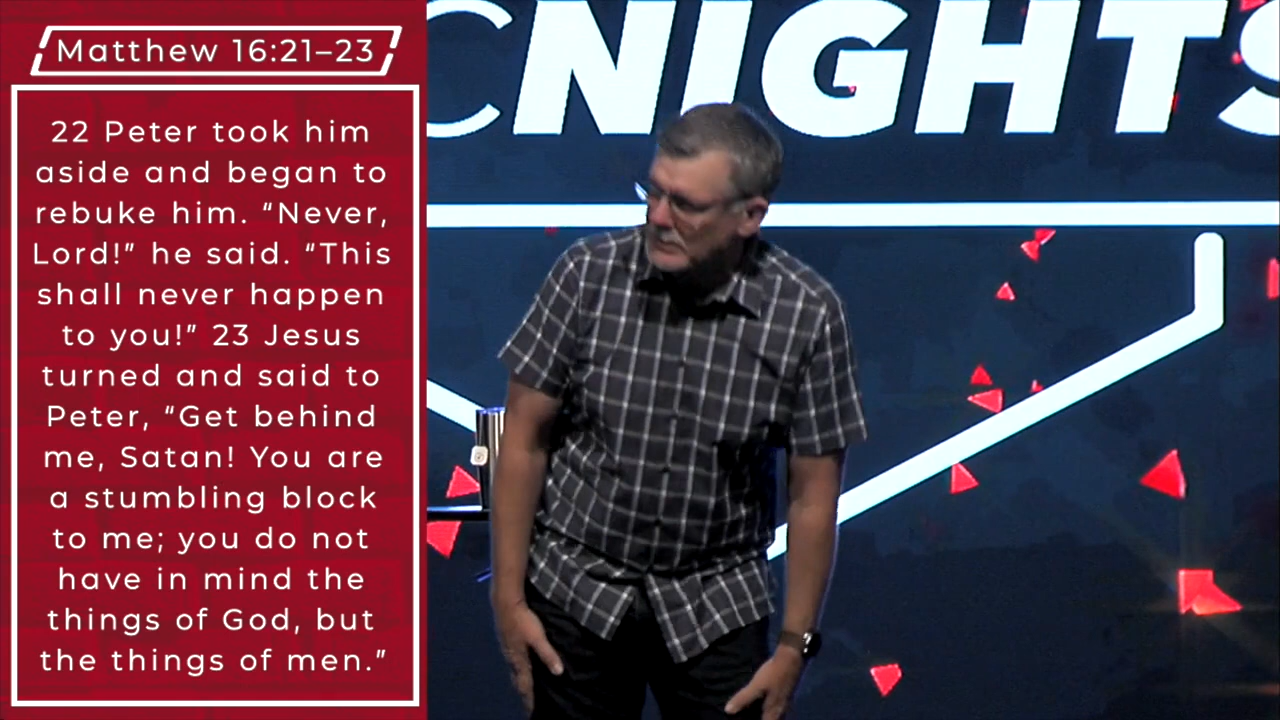 Matthew 16:21–23
22 Peter took him
aside and began to
rebuke him. “Never,
Lord!” he said. “This
shall never happen
to you!” 23 Jesus
turned and said to
Peter, “Get behind
me, Satan! You are
a stumbling block
to me; you do not
have in mind the
things of God, but
the things of men.”
CNIGHTS